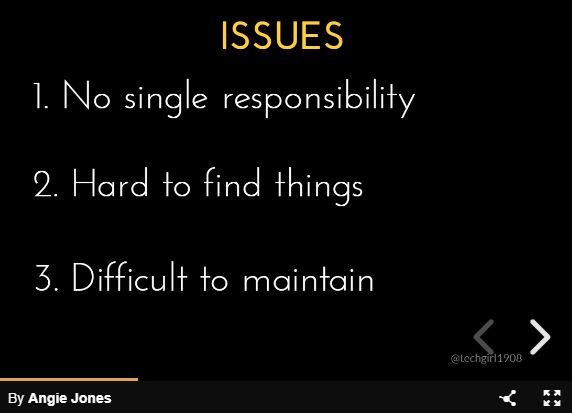 ISSUES
1. No single responsibility
2. Hard to find things
3. Difficult to maintain
@techgirl1908
By Angie Jones